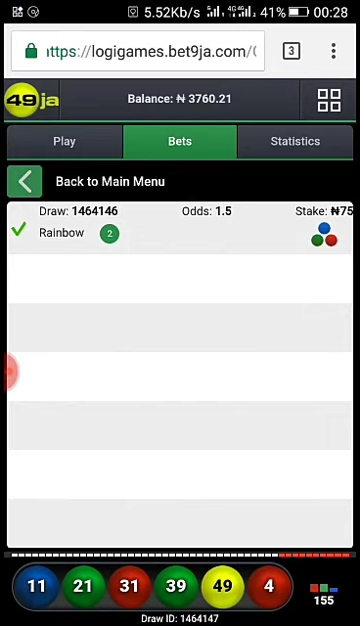 5.52Kb/s 4G 41% 00:28
https://logigames.bet9ja.com/
3
49ja
Balance: ₦ 3760.21
Play Bets Statistics
Back to Main Menu
Draw: 1464146 Odds: 1.5 Stake: ₦75
Rainbow 2
11 21 31 39 49 4
155
Draw ID: 1464147